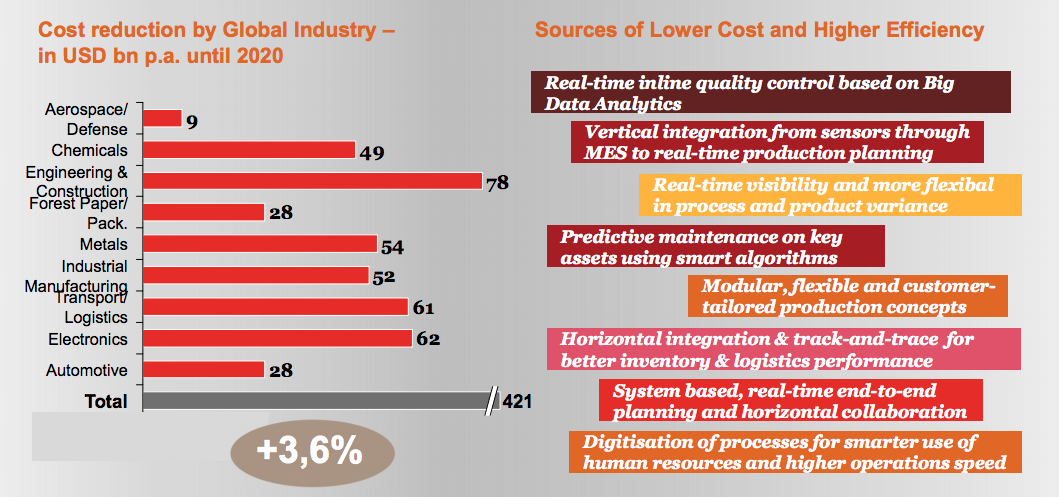 Cost reduction by Global Industry –
in USD bn p.a. until 2020
Aerospace/
Defense
9
Chemicals
49
Engineering &
Construction
78
Forest Paper/
Pack.
28
Metals
54
Industrial
Manufacturing
52
Transport/
Logistics
61
Electronics
62
Automotive
28
Total
421
+3,6%
Sources of Lower Cost and Higher Efficiency
Real-time inline quality control based on Big
Data Analytics
Vertical integration from sensors through
MES to real-time production planning
Real-time visibility and more flexibal
in process and product variance
Predictive maintenance on key
assets using smart algorithms
Modular, flexible and customer-
tailored production concepts
Horizontal integration & track-and-trace for
better inventory & logistics performance
System based, real-time end-to-end
planning and horizontal collaboration
Digitisation of processes for smarter use of
human resources and higher operations speed